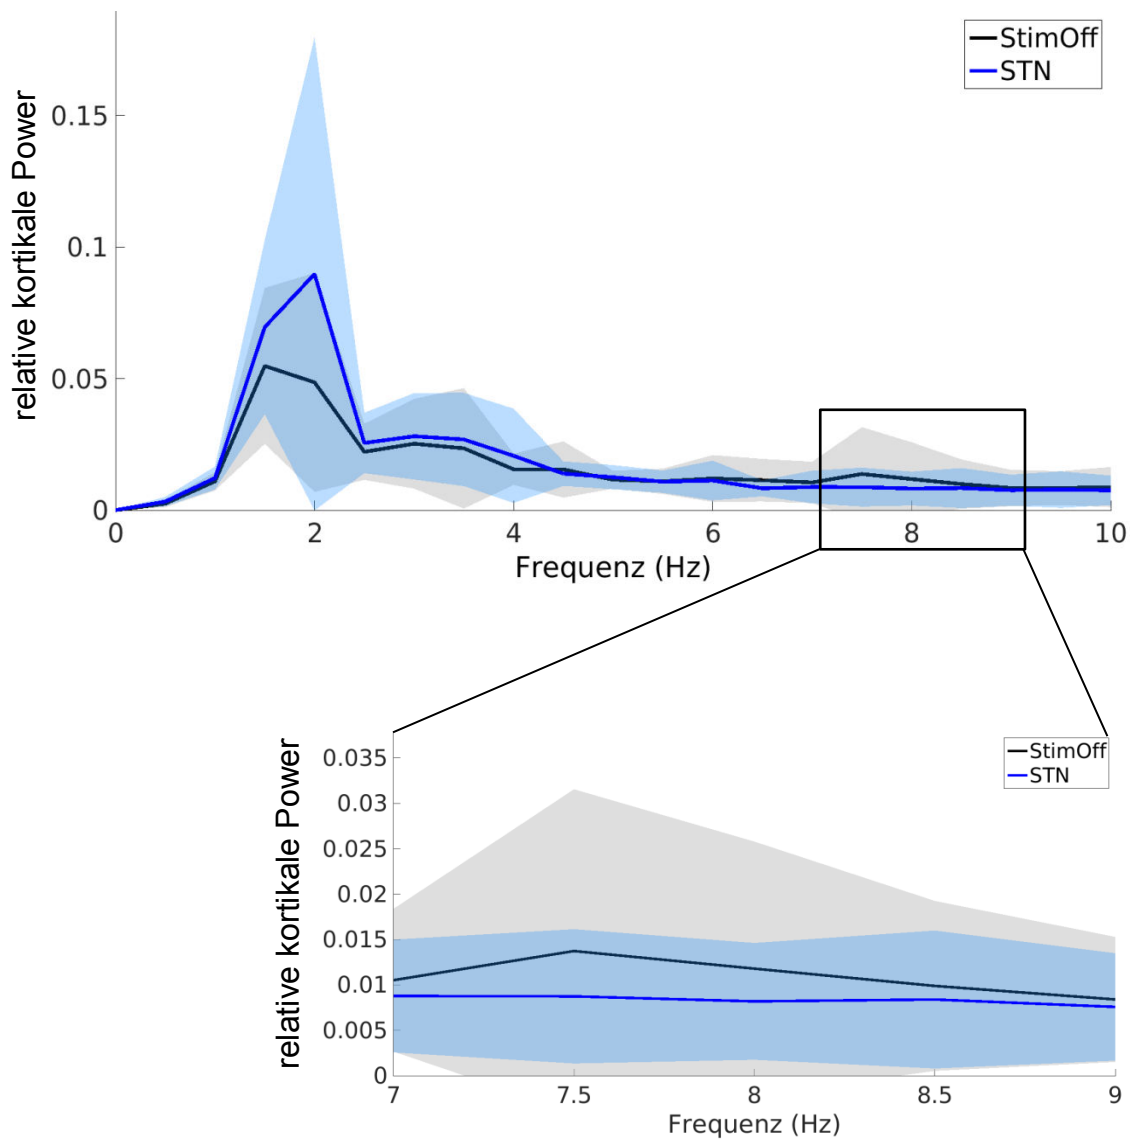 StimOff
STN
relative kortikale Power
0.15
0.1
0.05
0
0 2 4 6 8 10
Frequenz (Hz)
StimOff
STN
relative kortikale Power
0.035
0.03
0.025
0.02
0.015
0.01
0.005
0
7 7.5 8 8.5 9
Frequenz (Hz)